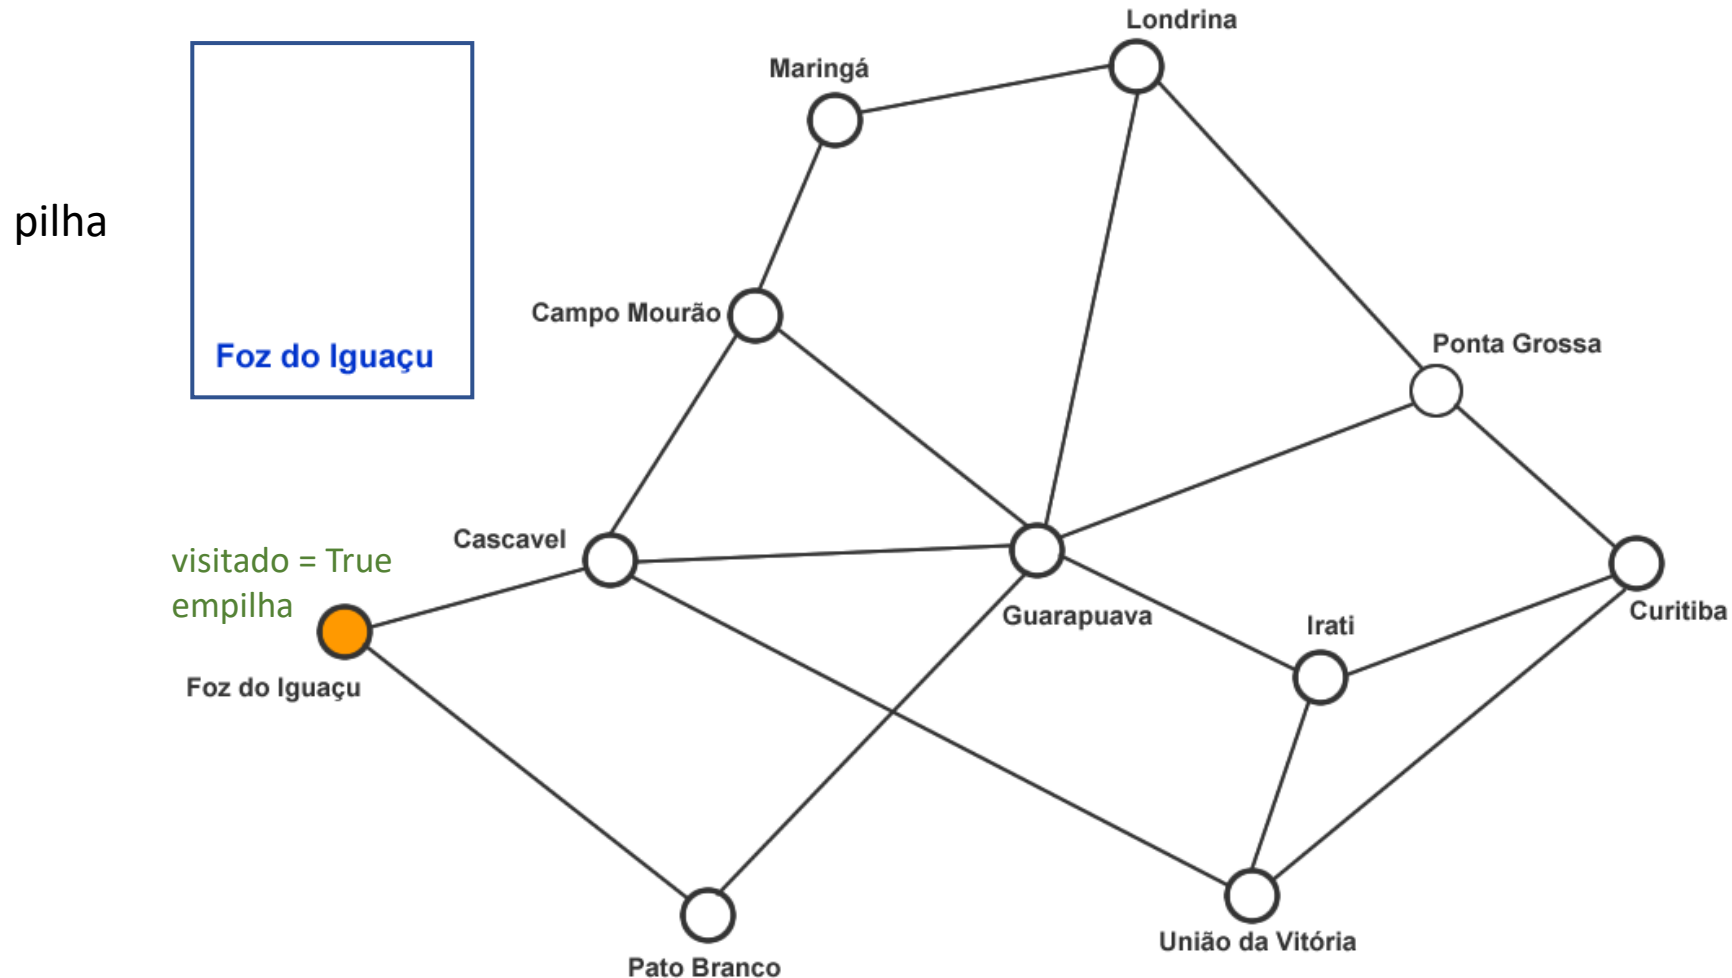 Londrina
Maringá
pilha
Campo Mourão
Foz do Iguaçu
Ponta Grossa
Cascavel
visitado = True
empilha
Guarapuava
Irati
Curitiba
Foz do Iguaçu
União da Vitória
Pato Branco